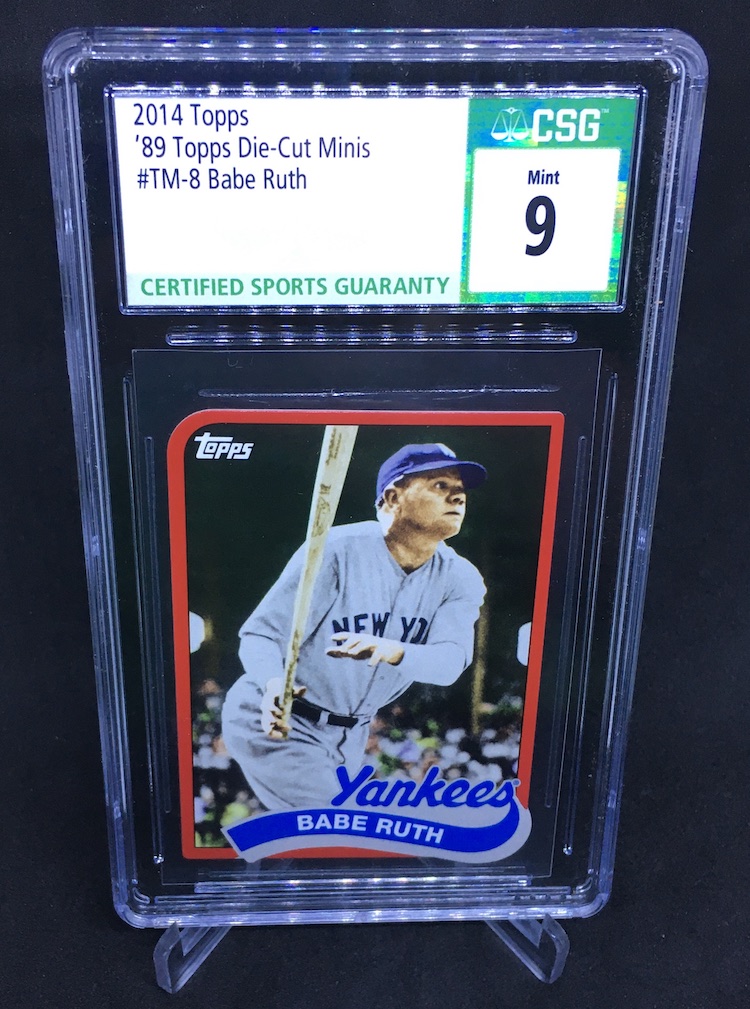 2014 Topps
'89 Topps Die-Cut Minis
#TM-8 Babe Ruth
CSG™
Mint
9
CERTIFIED SPORTS GUARANTY
Topps
NEW YO
Yankees
BABE RUTH